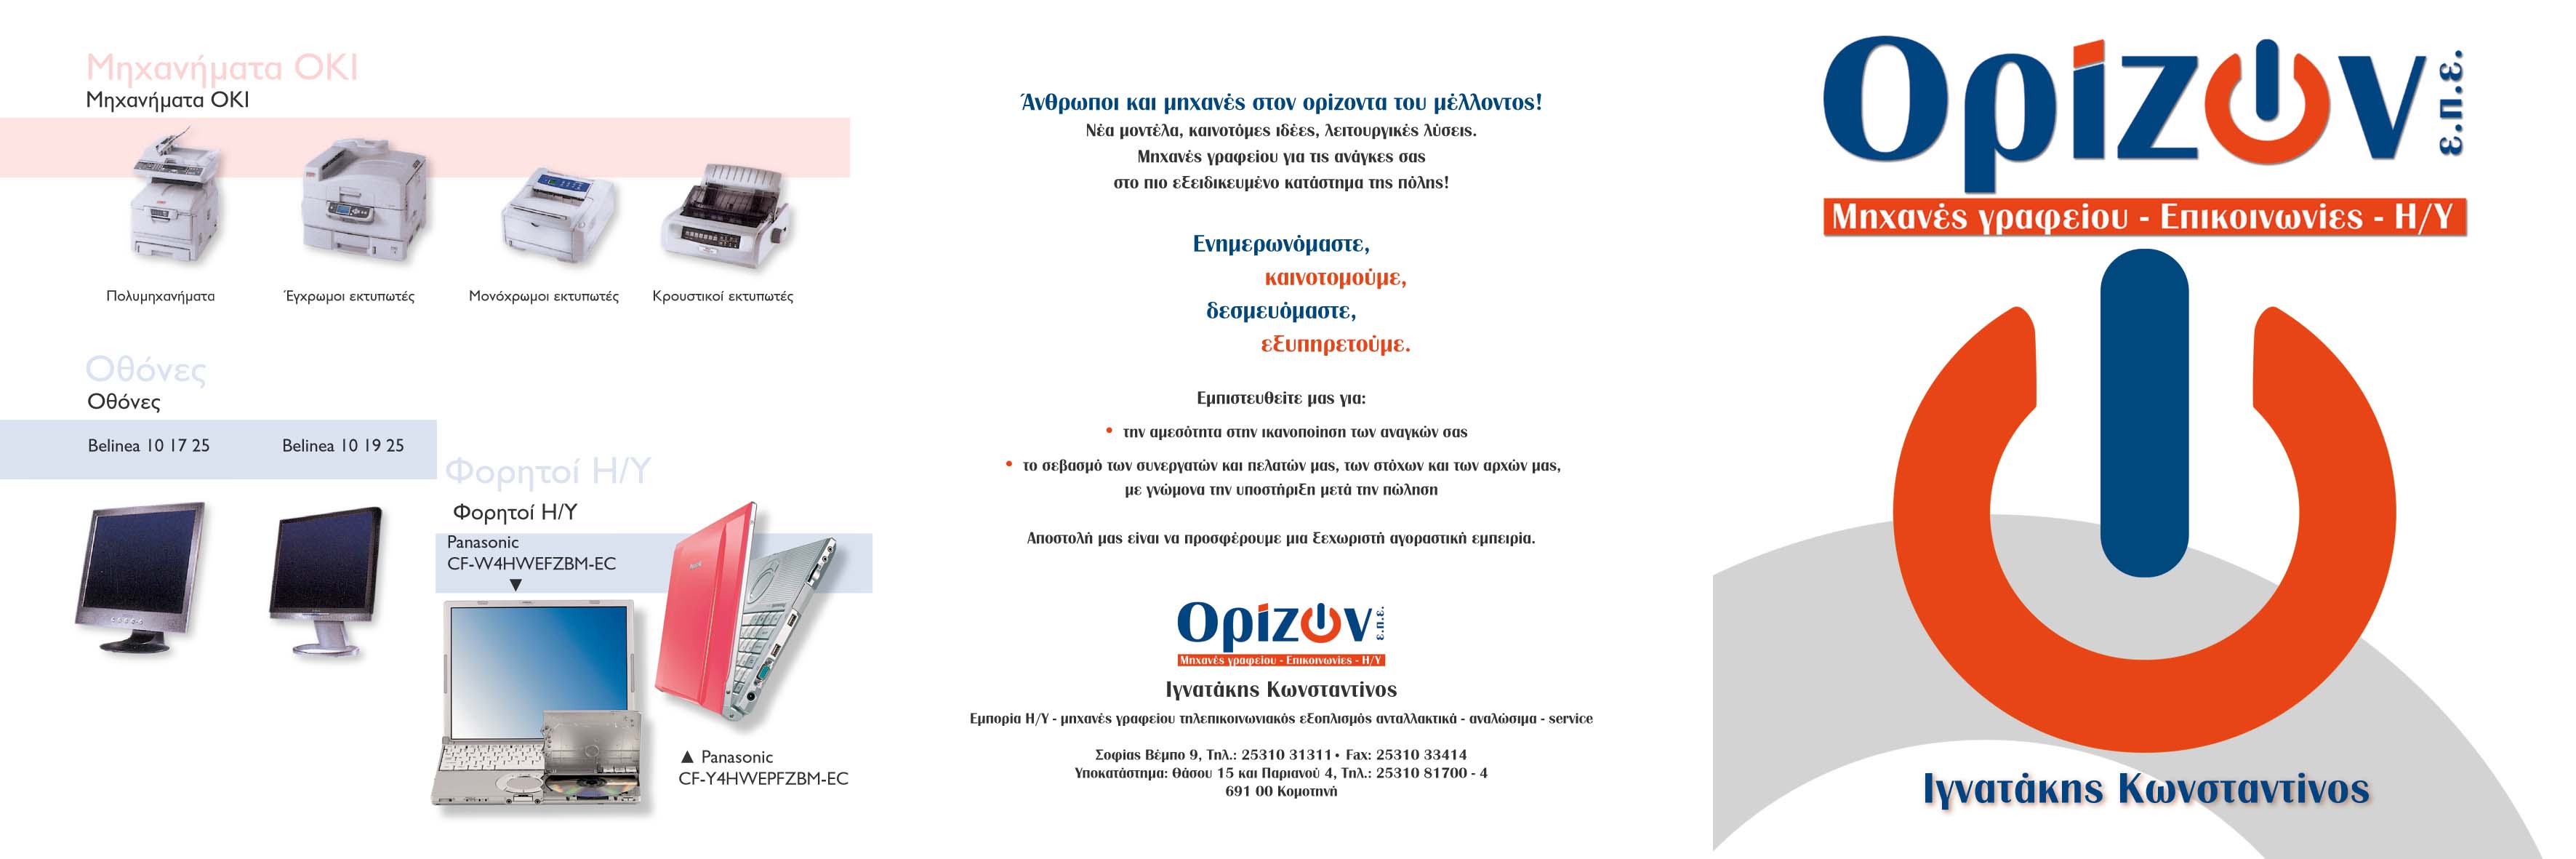 Μηχανήματα ΟΚΙ
Μηχανήματα ΟΚΙ
Πολυμηχανήματα
Έγχρωμοι εκτυπωτές
Μονόχρωμοι εκτυπωτές
Κρουστικοί εκτυπωτές
Οθόνες
Οθόνες
Belinea 10 17 25
Belinea 10 19 25
Φορητοί Η/Υ
Φορητοί Η/Υ
Panasonic
CF-W4HWEFZBM-EC
▼
▲ Panasonic
CF-Y4HWEPFZBM-EC
Άνθρωποι και μηχανές στον ορίζοντα του μέλλοντος!
Νέα μοντέλα, καινοτόμες ιδέες, λειτουργικές λύσεις.
Μηχανές γραφείου για τις ανάγκες σας
στο πιο εξειδικευμένο κατάστημα της πόλης!
Ενημερωνόμαστε,
καινοτομούμε,
δεσμευόμαστε,
εξυπηρετούμε.
Εμπιστευθείτε μας για:
• την αμεσότητα στην ικανοποίηση των αναγκών σας
• το σεβασμό των συνεργατών και πελατών μας, των στόχων και των αρχών μας,
με γνώμονα την υποστήριξη μετά την πώληση
Αποστολή μας είναι να προσφέρουμε μια ξεχωριστή αγοραστική εμπειρία.
Ορίζων ε.π.ε.
Μηχανές γραφείου - Επικοινωνίες - Η/Υ
Ιγνατάκης Κωνσταντίνος
Εμπορία Η/Υ - μηχανές γραφείου τηλεπικοινωνιακός εξοπλισμός ανταλλακτικά - αναλώσιμα - service
Σοφίας Βέμπο 9, Τηλ.: 25310 31311 • Fax: 25310 33414
Υποκατάστημα: Θάσου 15 και Παριανού 4, Τηλ.: 25310 81700 - 4
691 00 Κομοτηνή
Ορίζων ε.π.ε.
Μηχανές γραφείου - Επικοινωνίες - Η/Υ
Ιγνατάκης Κωνσταντίνος